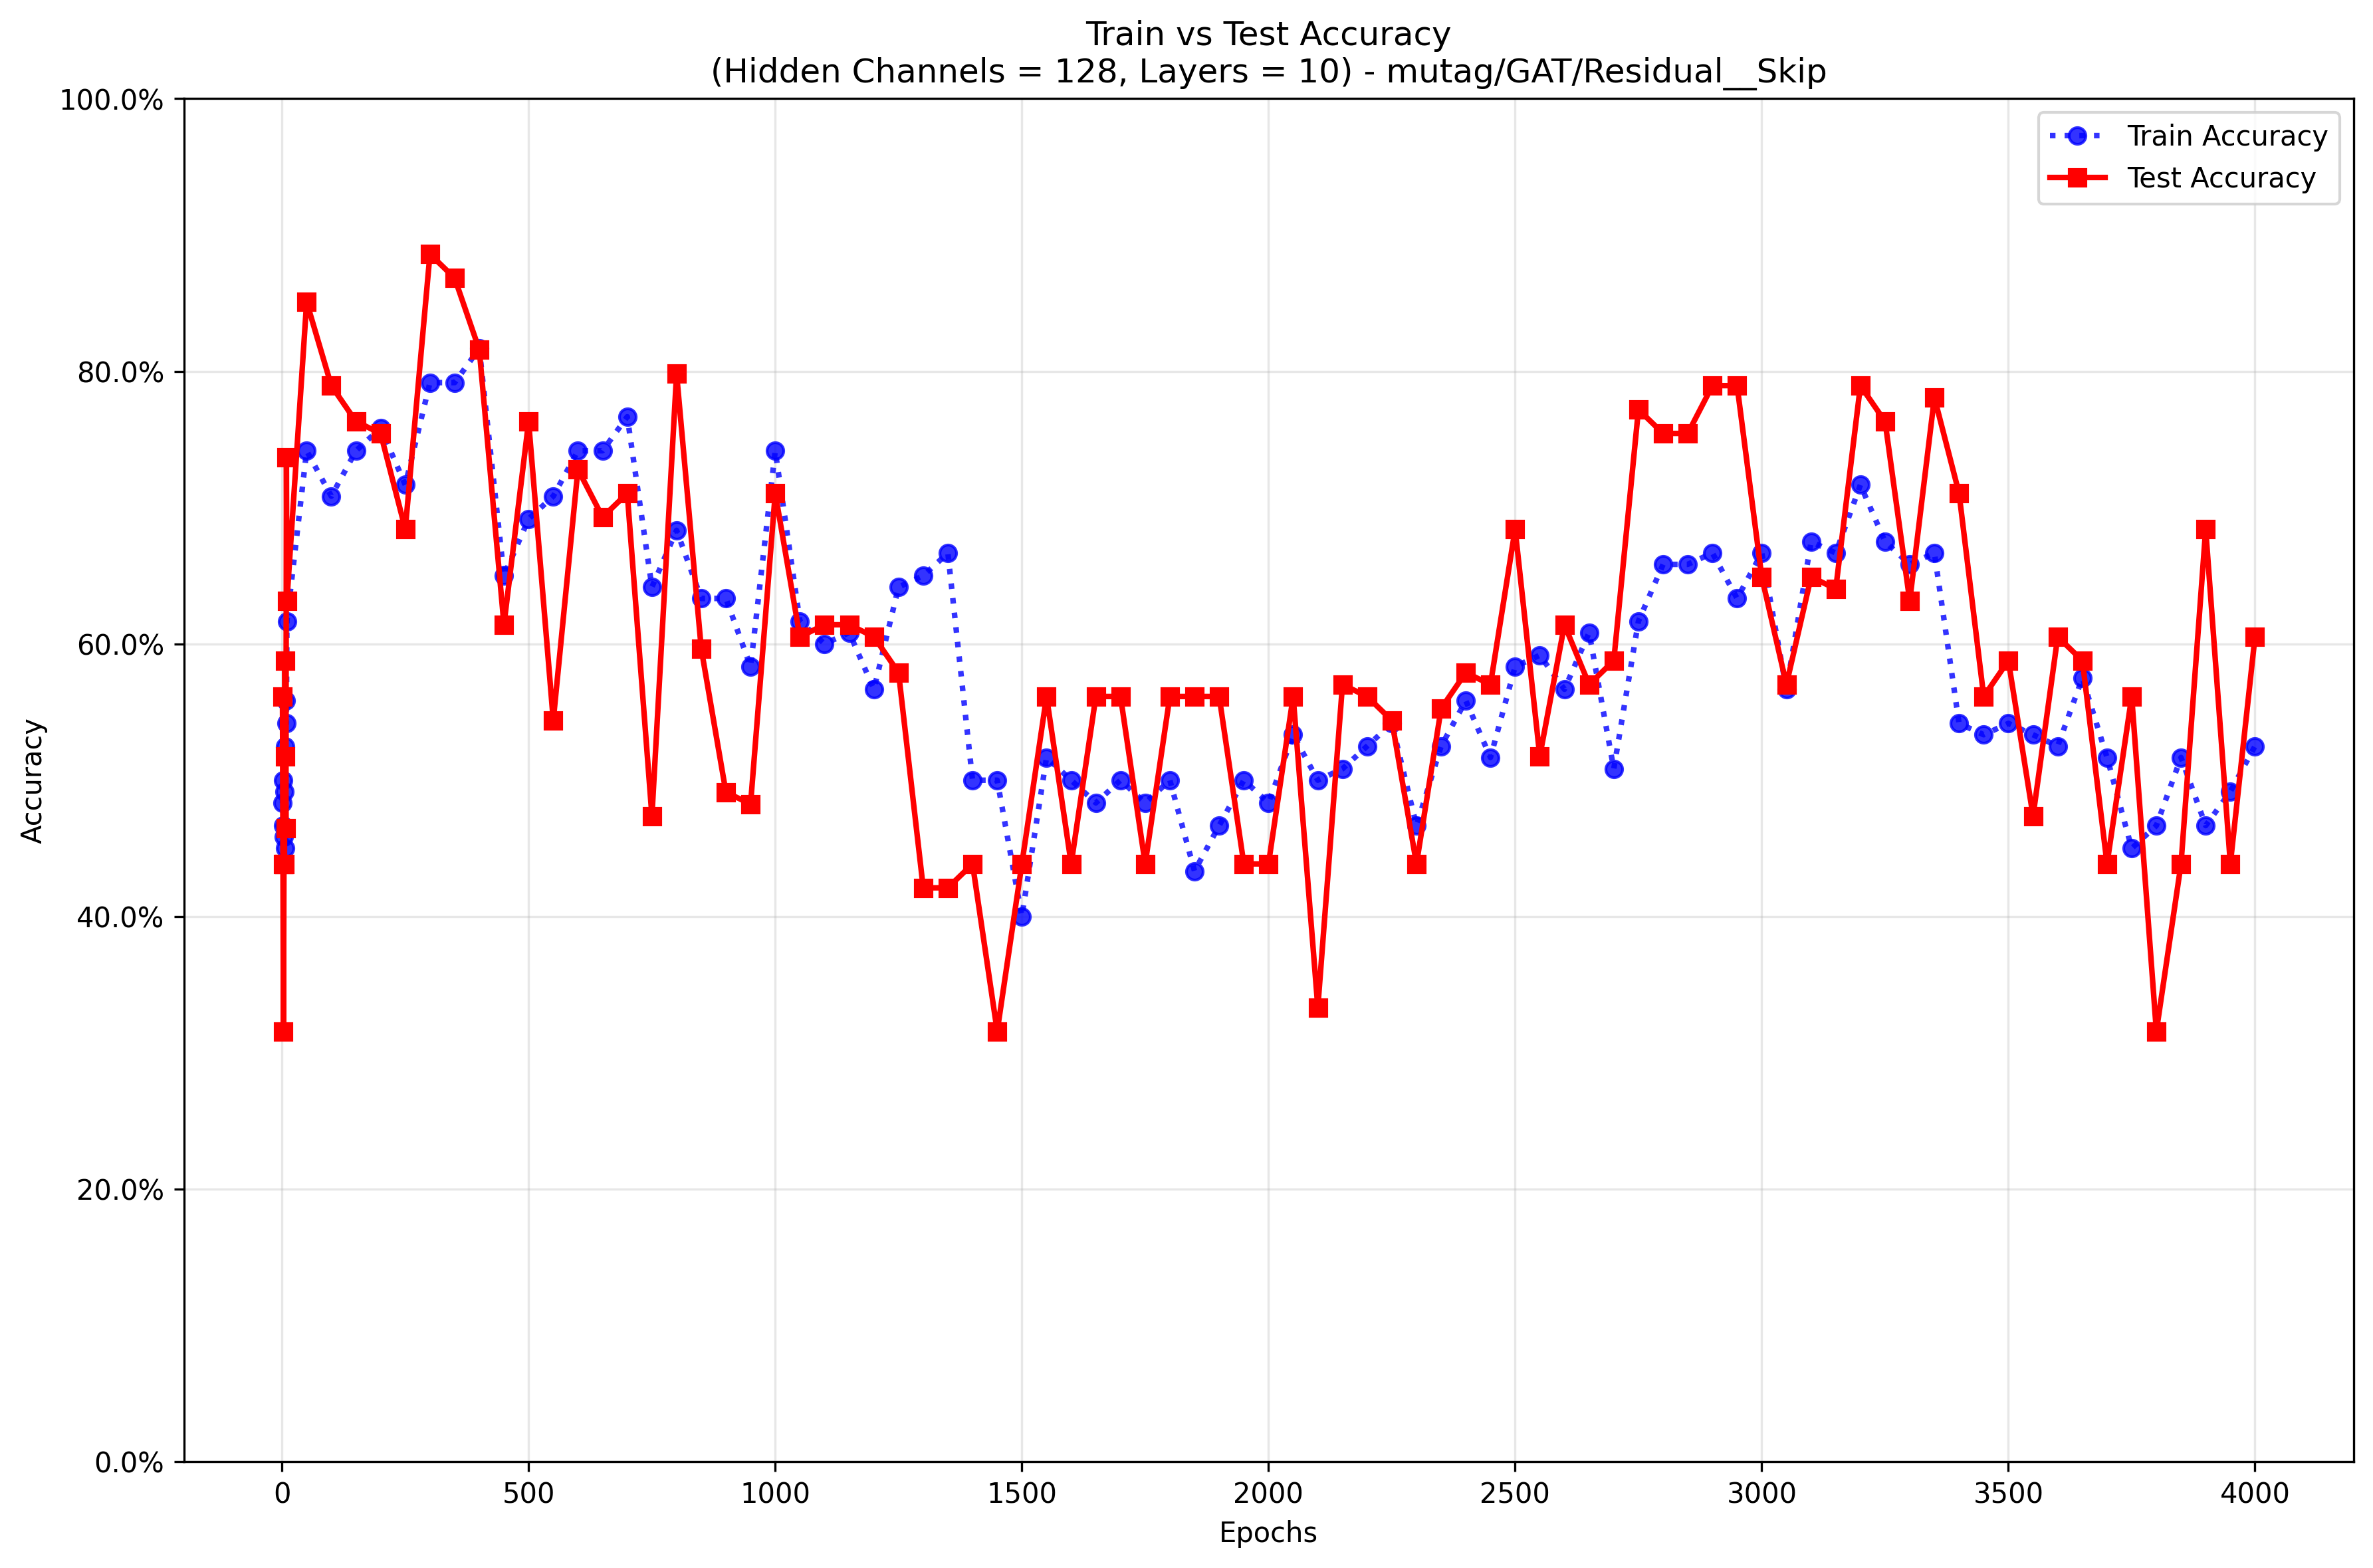 Train vs Test Accuracy
(Hidden Channels = 128, Layers = 10) - mutag/GAT/Residual__Skip
100.0%
80.0%
60.0%
40.0%
20.0%
0.0%
Accuracy
Train Accuracy
Test Accuracy
0
500
1000
1500
2000
2500
3000
3500
4000
Epochs